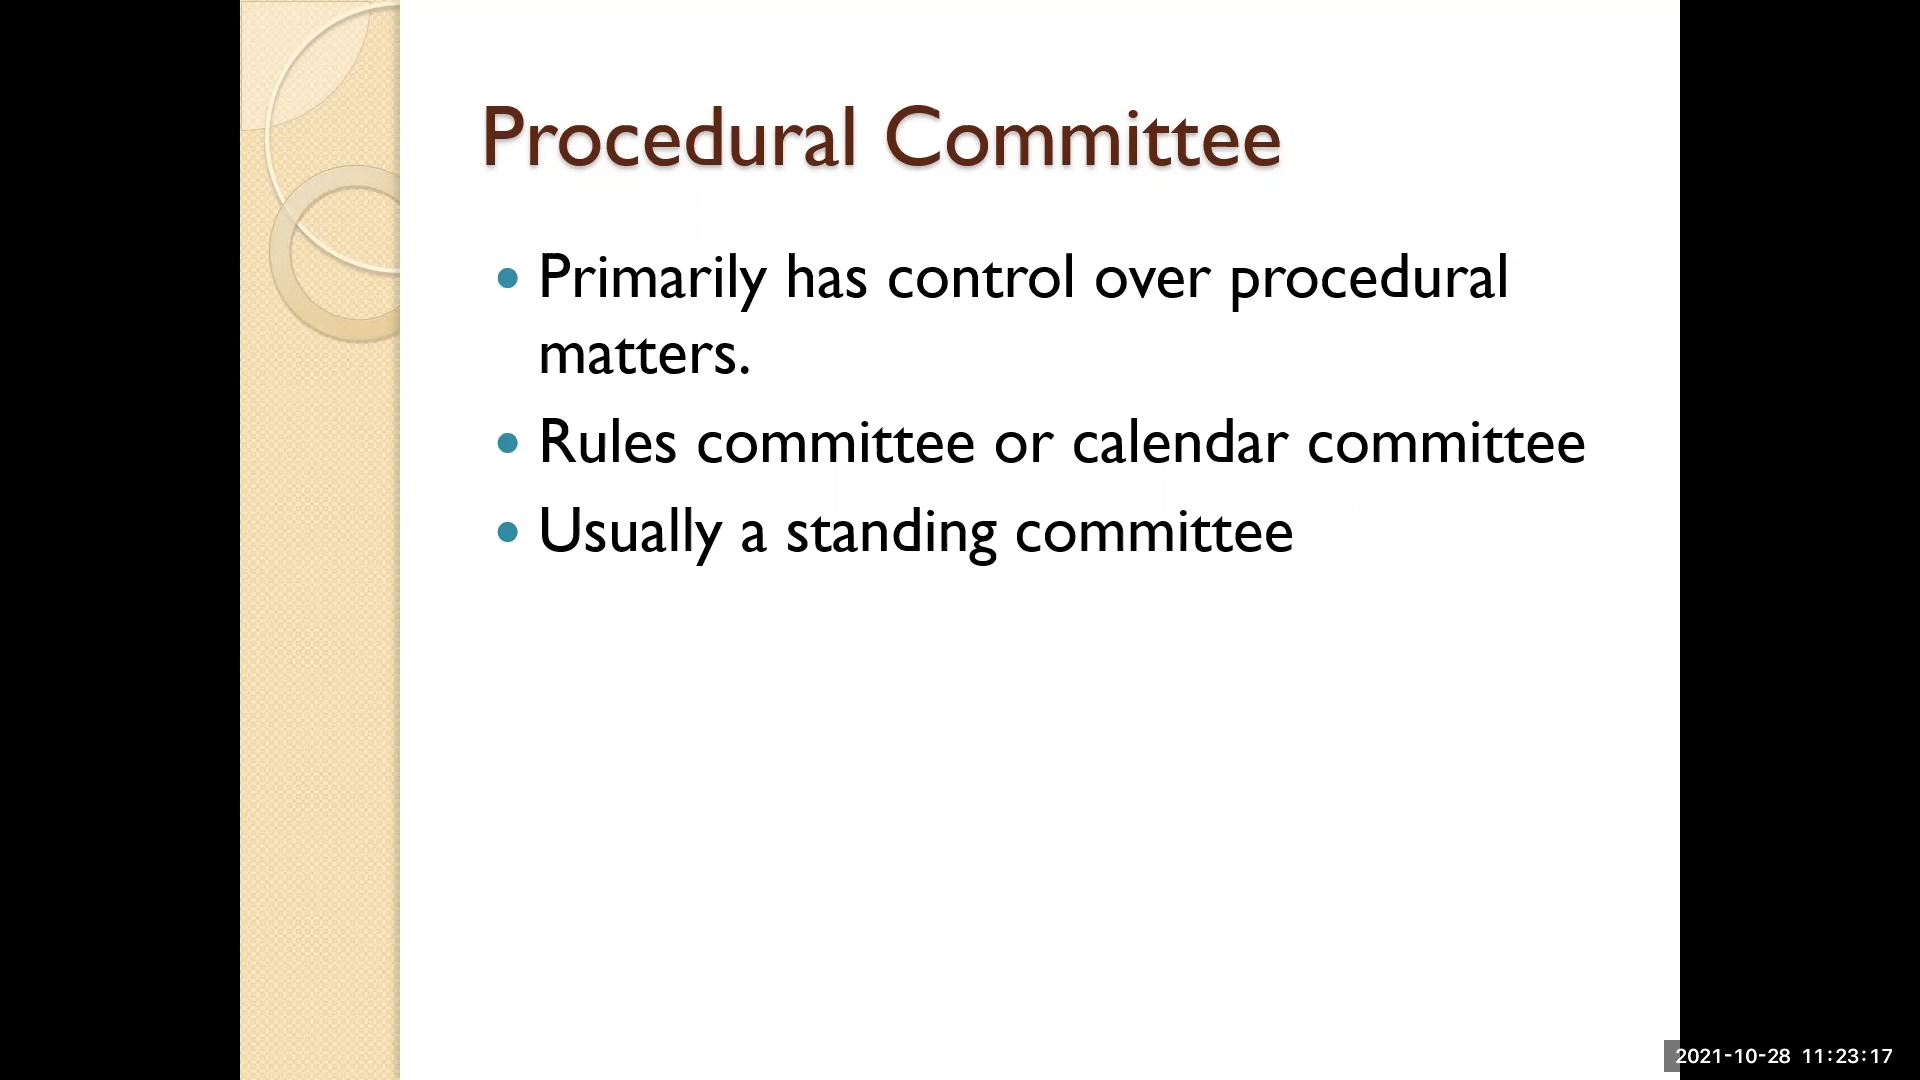 Procedural Committee
Primarily has control over procedural
matters.
Rules committee or calendar committee
Usually a standing committee
2021-10-28 11:23:17